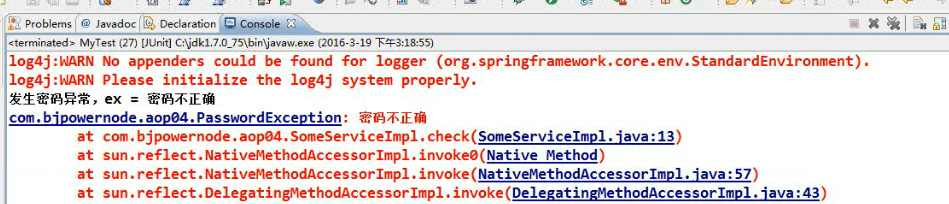 Problems @ Javadoc Declaration Console
<terminated> MyTest (27) [JUnit] C:\jdk1.7.0_75\bin\javaw.exe (2016-3-19 下午3:18:55)
log4j:WARN No appenders could be found for logger (org.springframework.core.env.StandardEnvironment).
log4j:WARN Please initialize the log4j system properly.
发生密码异常，ex = 密码不正确
com.bjpowernode.aop04.PasswordException: 密码不正确
at com.bjpowernode.aop04.SomeServiceImpl.check(SomeServiceImpl.java:13)
at sun.reflect.NativeMethodAccessorImpl.invoke0(Native Method)
at sun.reflect.NativeMethodAccessorImpl.invoke(NativeMethodAccessorImpl.java:57)
at sun.reflect.DelegatingMethodAccessorImpl.invoke(DelegatingMethodAccessorImpl.java:43)